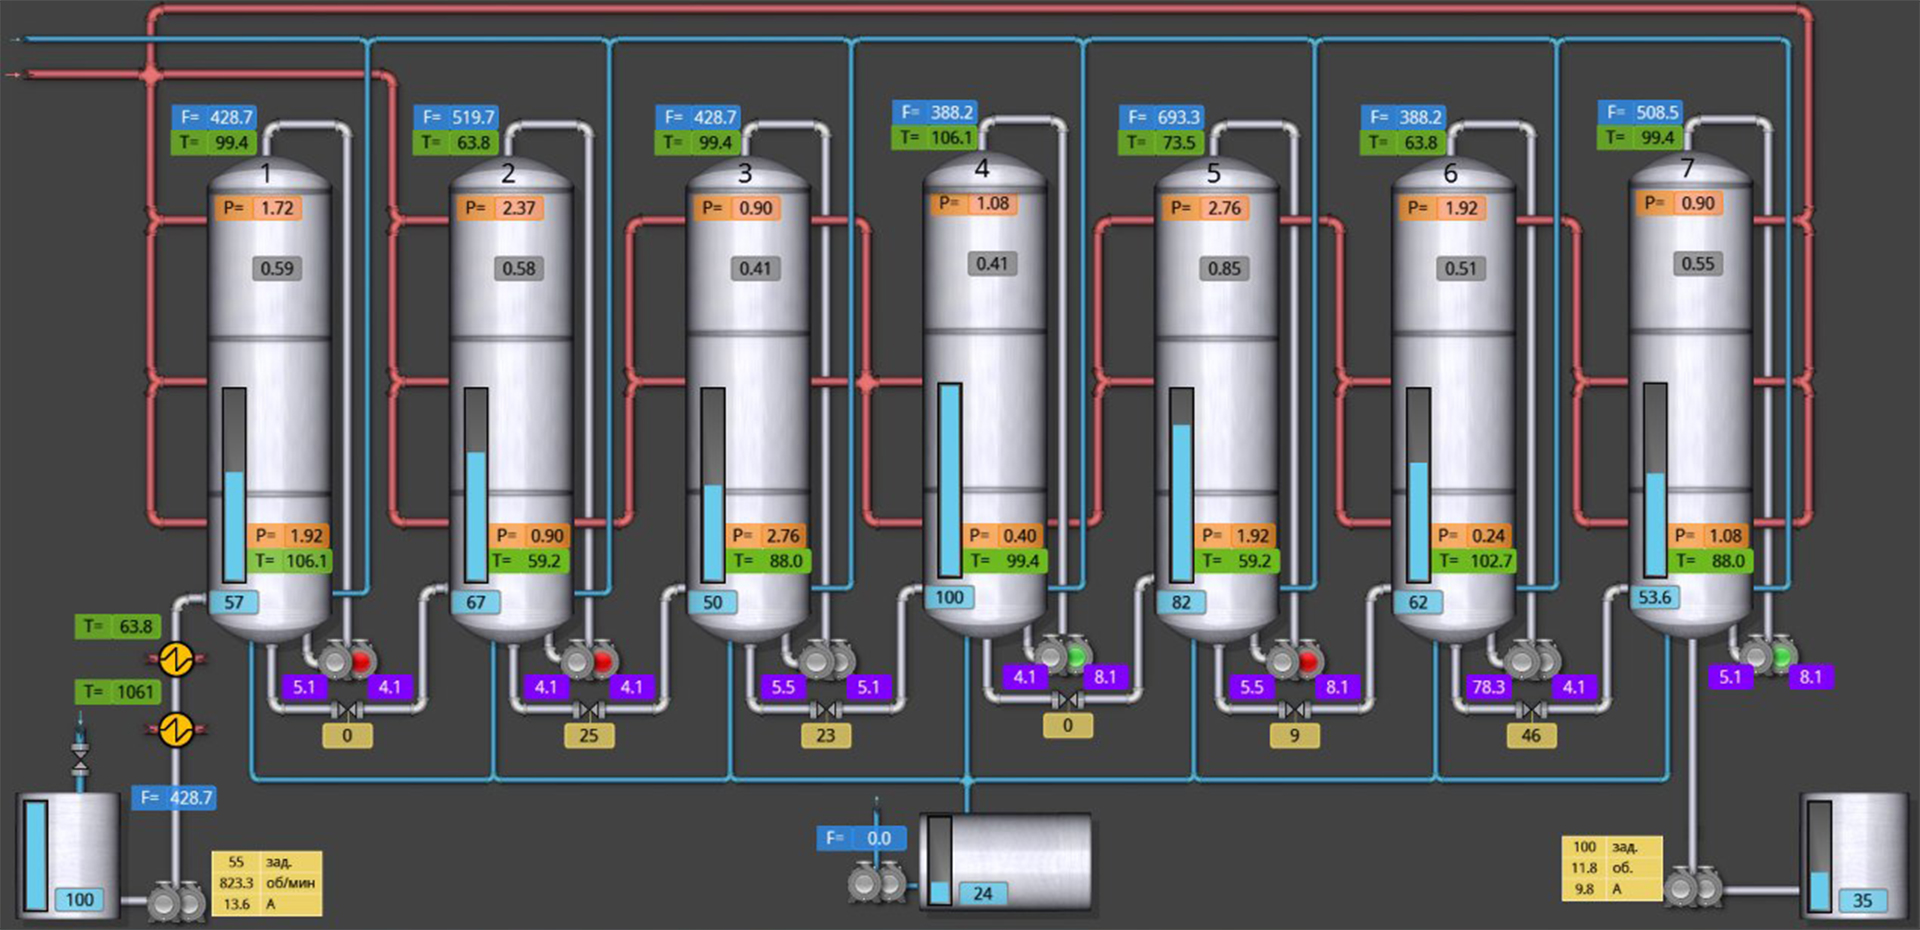 F= 428.7
T= 99.4
F= 519.7
T= 63.8
F= 428.7
T= 99.4
F= 388.2
T= 106.1
F= 693.3
T= 73.5
F= 388.2
T= 63.8
F= 508.5
T= 99.4
1
2
3
4
5
6
7
P= 1.72
P= 2.37
P= 0.90
P= 1.08
P= 2.76
P= 1.92
P= 0.90
0.59
0.58
0.41
0.41
0.85
0.51
0.55
P= 1.92
T= 106.1
P= 0.90
T= 59.2
P= 2.76
T= 88.0
P= 0.40
T= 99.4
P= 1.92
T= 59.2
P= 0.24
T= 102.7
P= 1.08
T= 88.0
57
67
50
100
82
62
53.6
T= 63.8
T= 1061
5.1
4.1
4.1
4.1
5.5
5.1
4.1
8.1
5.5
8.1
78.3
4.1
5.1
8.1
0
25
23
0
9
46
F= 428.7
100
55 зад.
823.3 об/мин
13.6 А
F= 0.0
24
100 зад.
11.8 об.
9.8 А
35